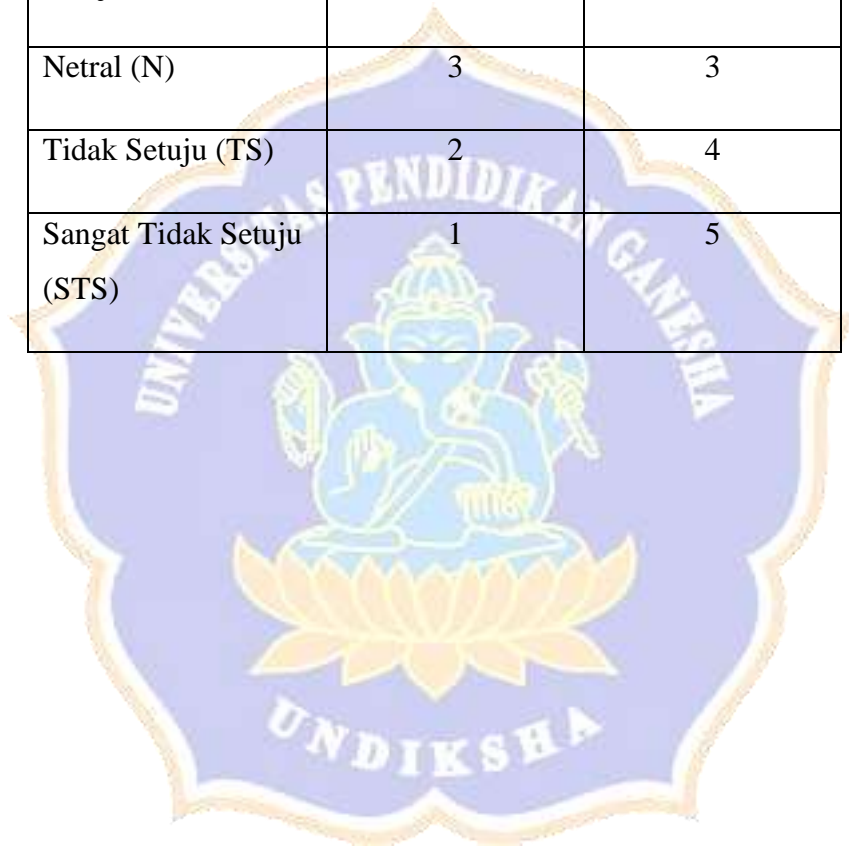 Netral (N) 3 3
Tidak Setuju (TS) 2 4
Sangat Tidak Setuju 1 5
(STS)
UNIVERSITAS PENDIDIKAN GANESHA
UNDIKSHA